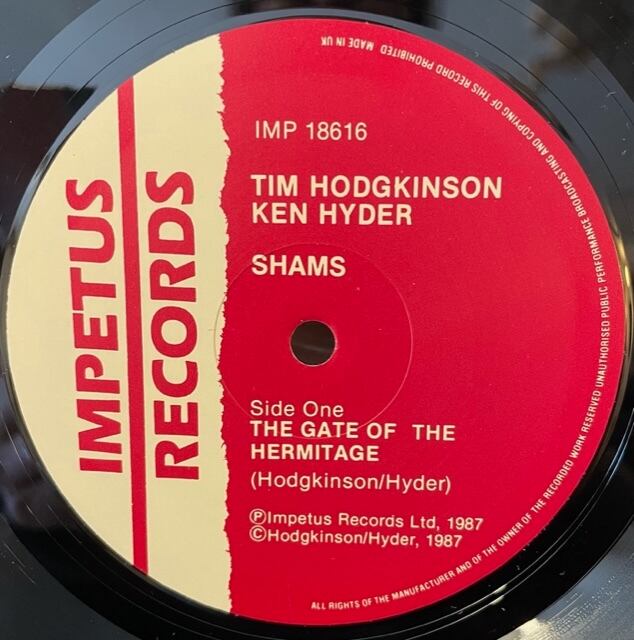 IMPETUS
RECORDS
IMP 18616
TIM HODGKINSON
KEN HYDER
SHAMS
Side One
THE GATE OF THE
HERMITAGE
(Hodgkinson/Hyder)
ⓅImpetus Records Ltd, 1987
©Hodgkinson/Hyder, 1987
ALL RIGHTS OF THE MANUFACTURER AND OF THE OWNER OF THE RECORDED WORK RESERVED UNAUTHORISED PUBLIC PERFORMANCE BROADCASTING AND COPYING OF THIS RECORD PROHIBITED MADE IN UK